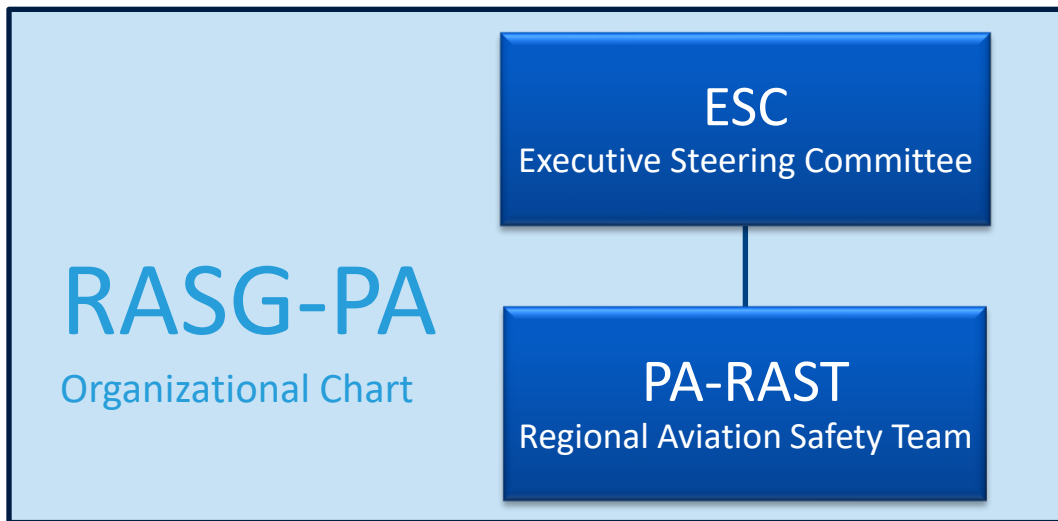 RASG-PA
Organizational Chart
ESC
Executive Steering Committee
PA-RAST
Regional Aviation Safety Team